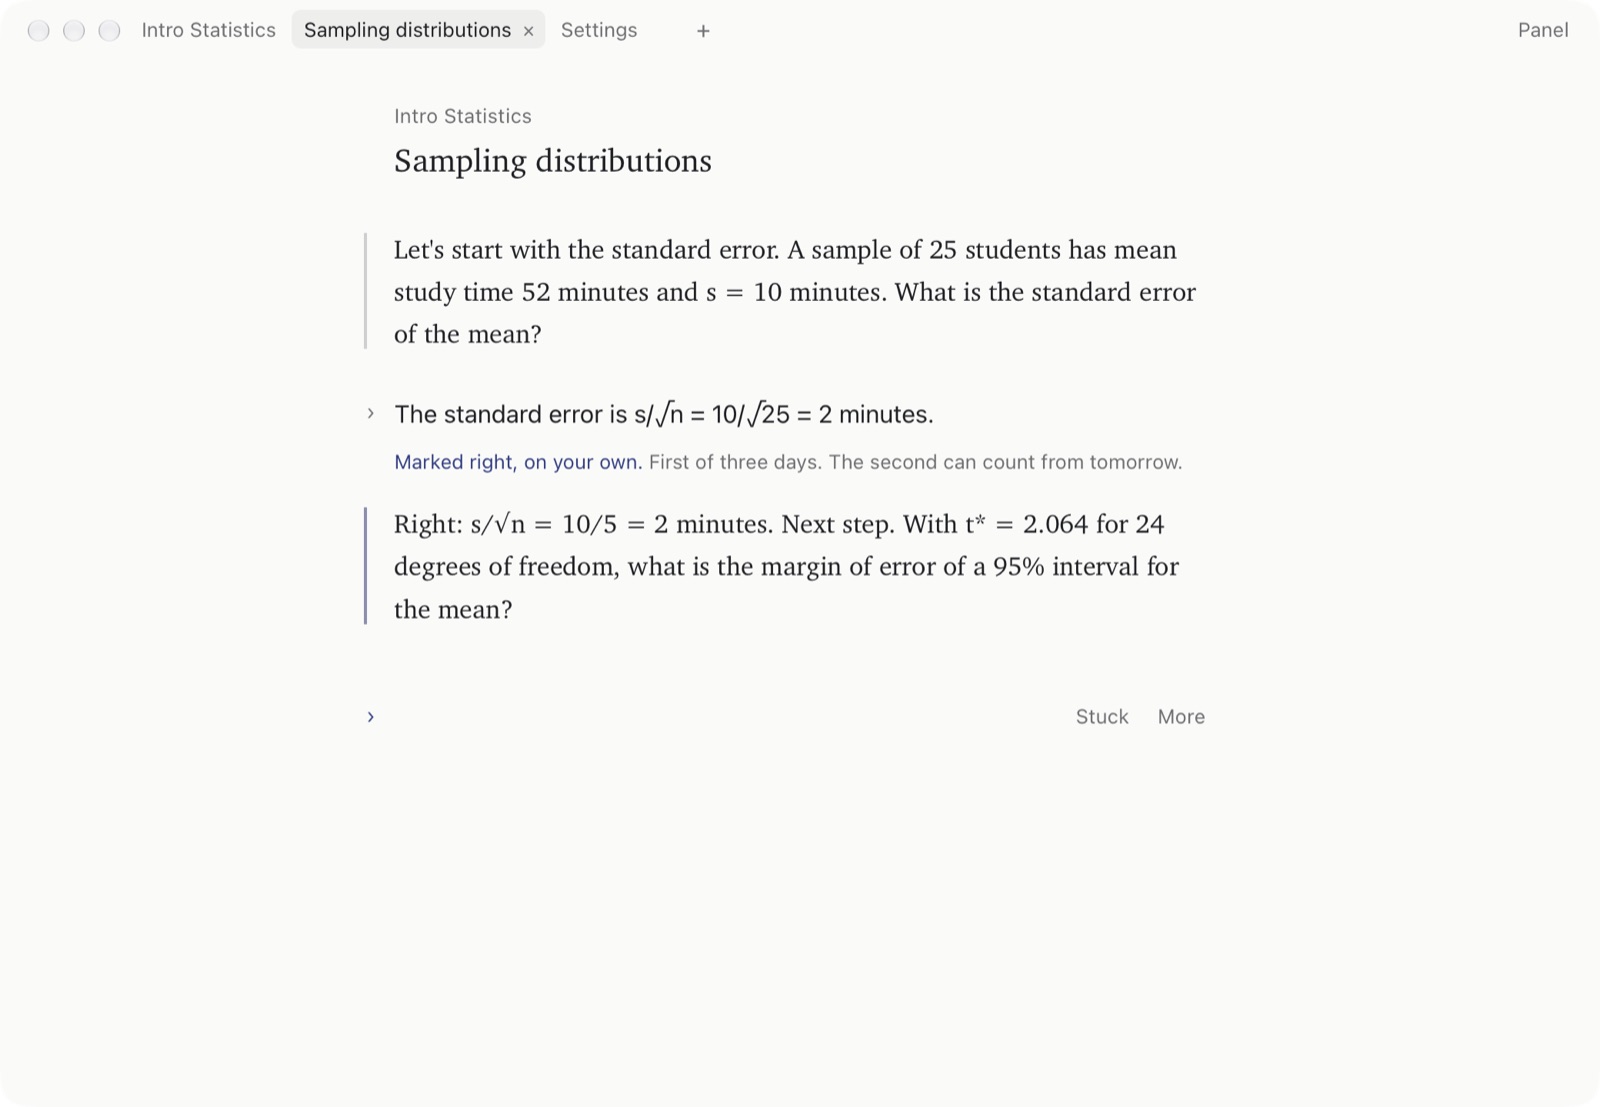 Intro Statistics
Sampling distributions ×
Settings
+
Panel
Intro Statistics
Sampling distributions
Let's start with the standard error. A sample of 25 students has mean
study time 52 minutes and s = 10 minutes. What is the standard error
of the mean?
› The standard error is s/√n = 10/√25 = 2 minutes.
Marked right, on your own. First of three days. The second can count from tomorrow.
Right: s/√n = 10/5 = 2 minutes. Next step. With t* = 2.064 for 24
degrees of freedom, what is the margin of error of a 95% interval for
the mean?
›
Stuck
More